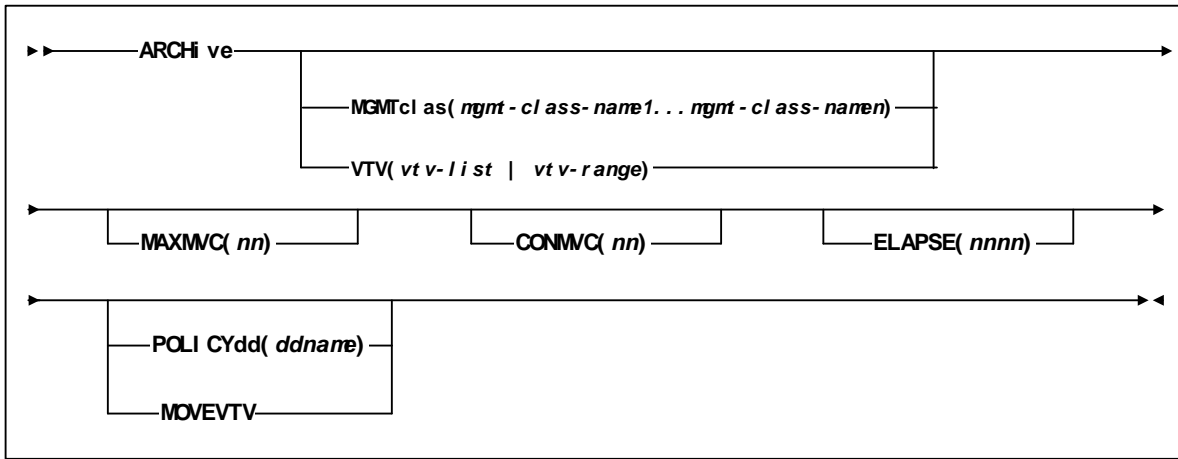 ARCHive
MGMTclas(mgmt-class-name1...mgmt-class-namen)
VTV(vtv-list | vtv-range)
MAXMVC(nn)
CONMVC(nn)
ELAPSE(nnnn)
POLICYdd(ddname)
MOVEVTV